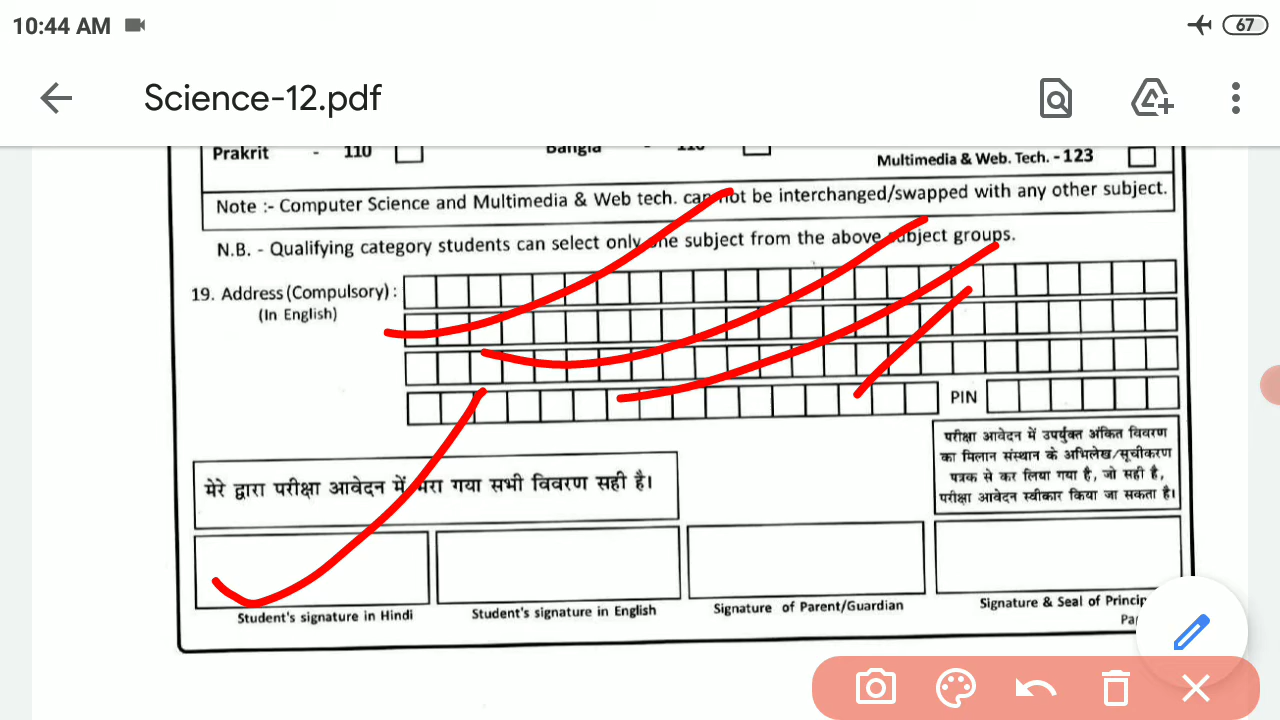 10:44 AM
67
Science-12.pdf
Prakrit - 110
Bangla
Multimedia & Web. Tech. - 123
Note :- Computer Science and Multimedia & Web tech. cannot be interchanged/swapped with any other subject.
N.B. - Qualifying category students can select only one subject from the above subject groups.
19. Address (Compulsory) :
(In English)
PIN
परीक्षा आवेदन में उपर्युक्त अंकित विवरण
का मिलान संस्थान के अभिलेख/सूचीकरण
पत्रक से कर लिया गया है, जो सही है,
परीक्षा आवेदन स्वीकार किया जा सकता है।
मेरे द्वारा परीक्षा आवेदन में भरा गया सभी विवरण सही है।
Student's signature in Hindi
Student's signature in English
Signature of Parent/Guardian
Signature & Seal of